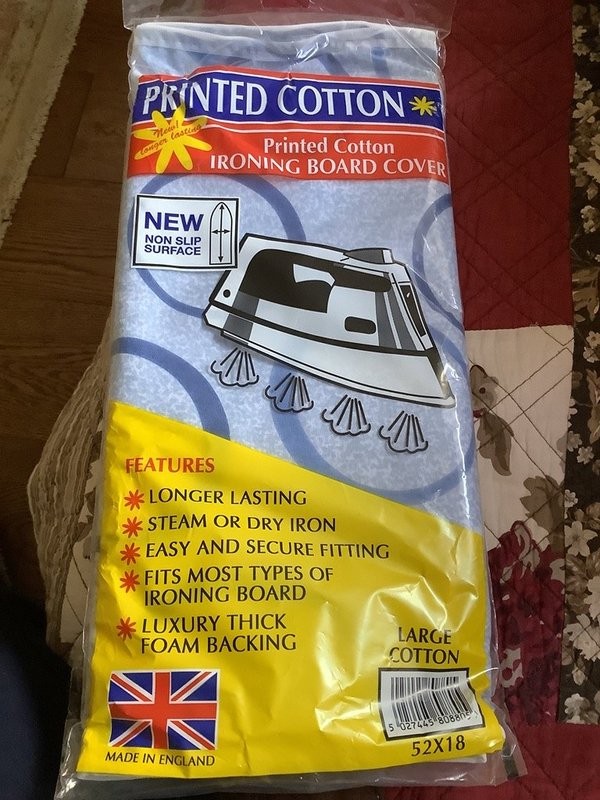 PRINTED COTTON
New!
longer lasting
Printed Cotton
IRONING BOARD COVER
NEW
NON SLIP
SURFACE
FEATURES
LONGER LASTING
STEAM OR DRY IRON
EASY AND SECURE FITTING
FITS MOST TYPES OF
IRONING BOARD
LUXURY THICK
FOAM BACKING
LARGE
COTTON
52X18
MADE IN ENGLAND